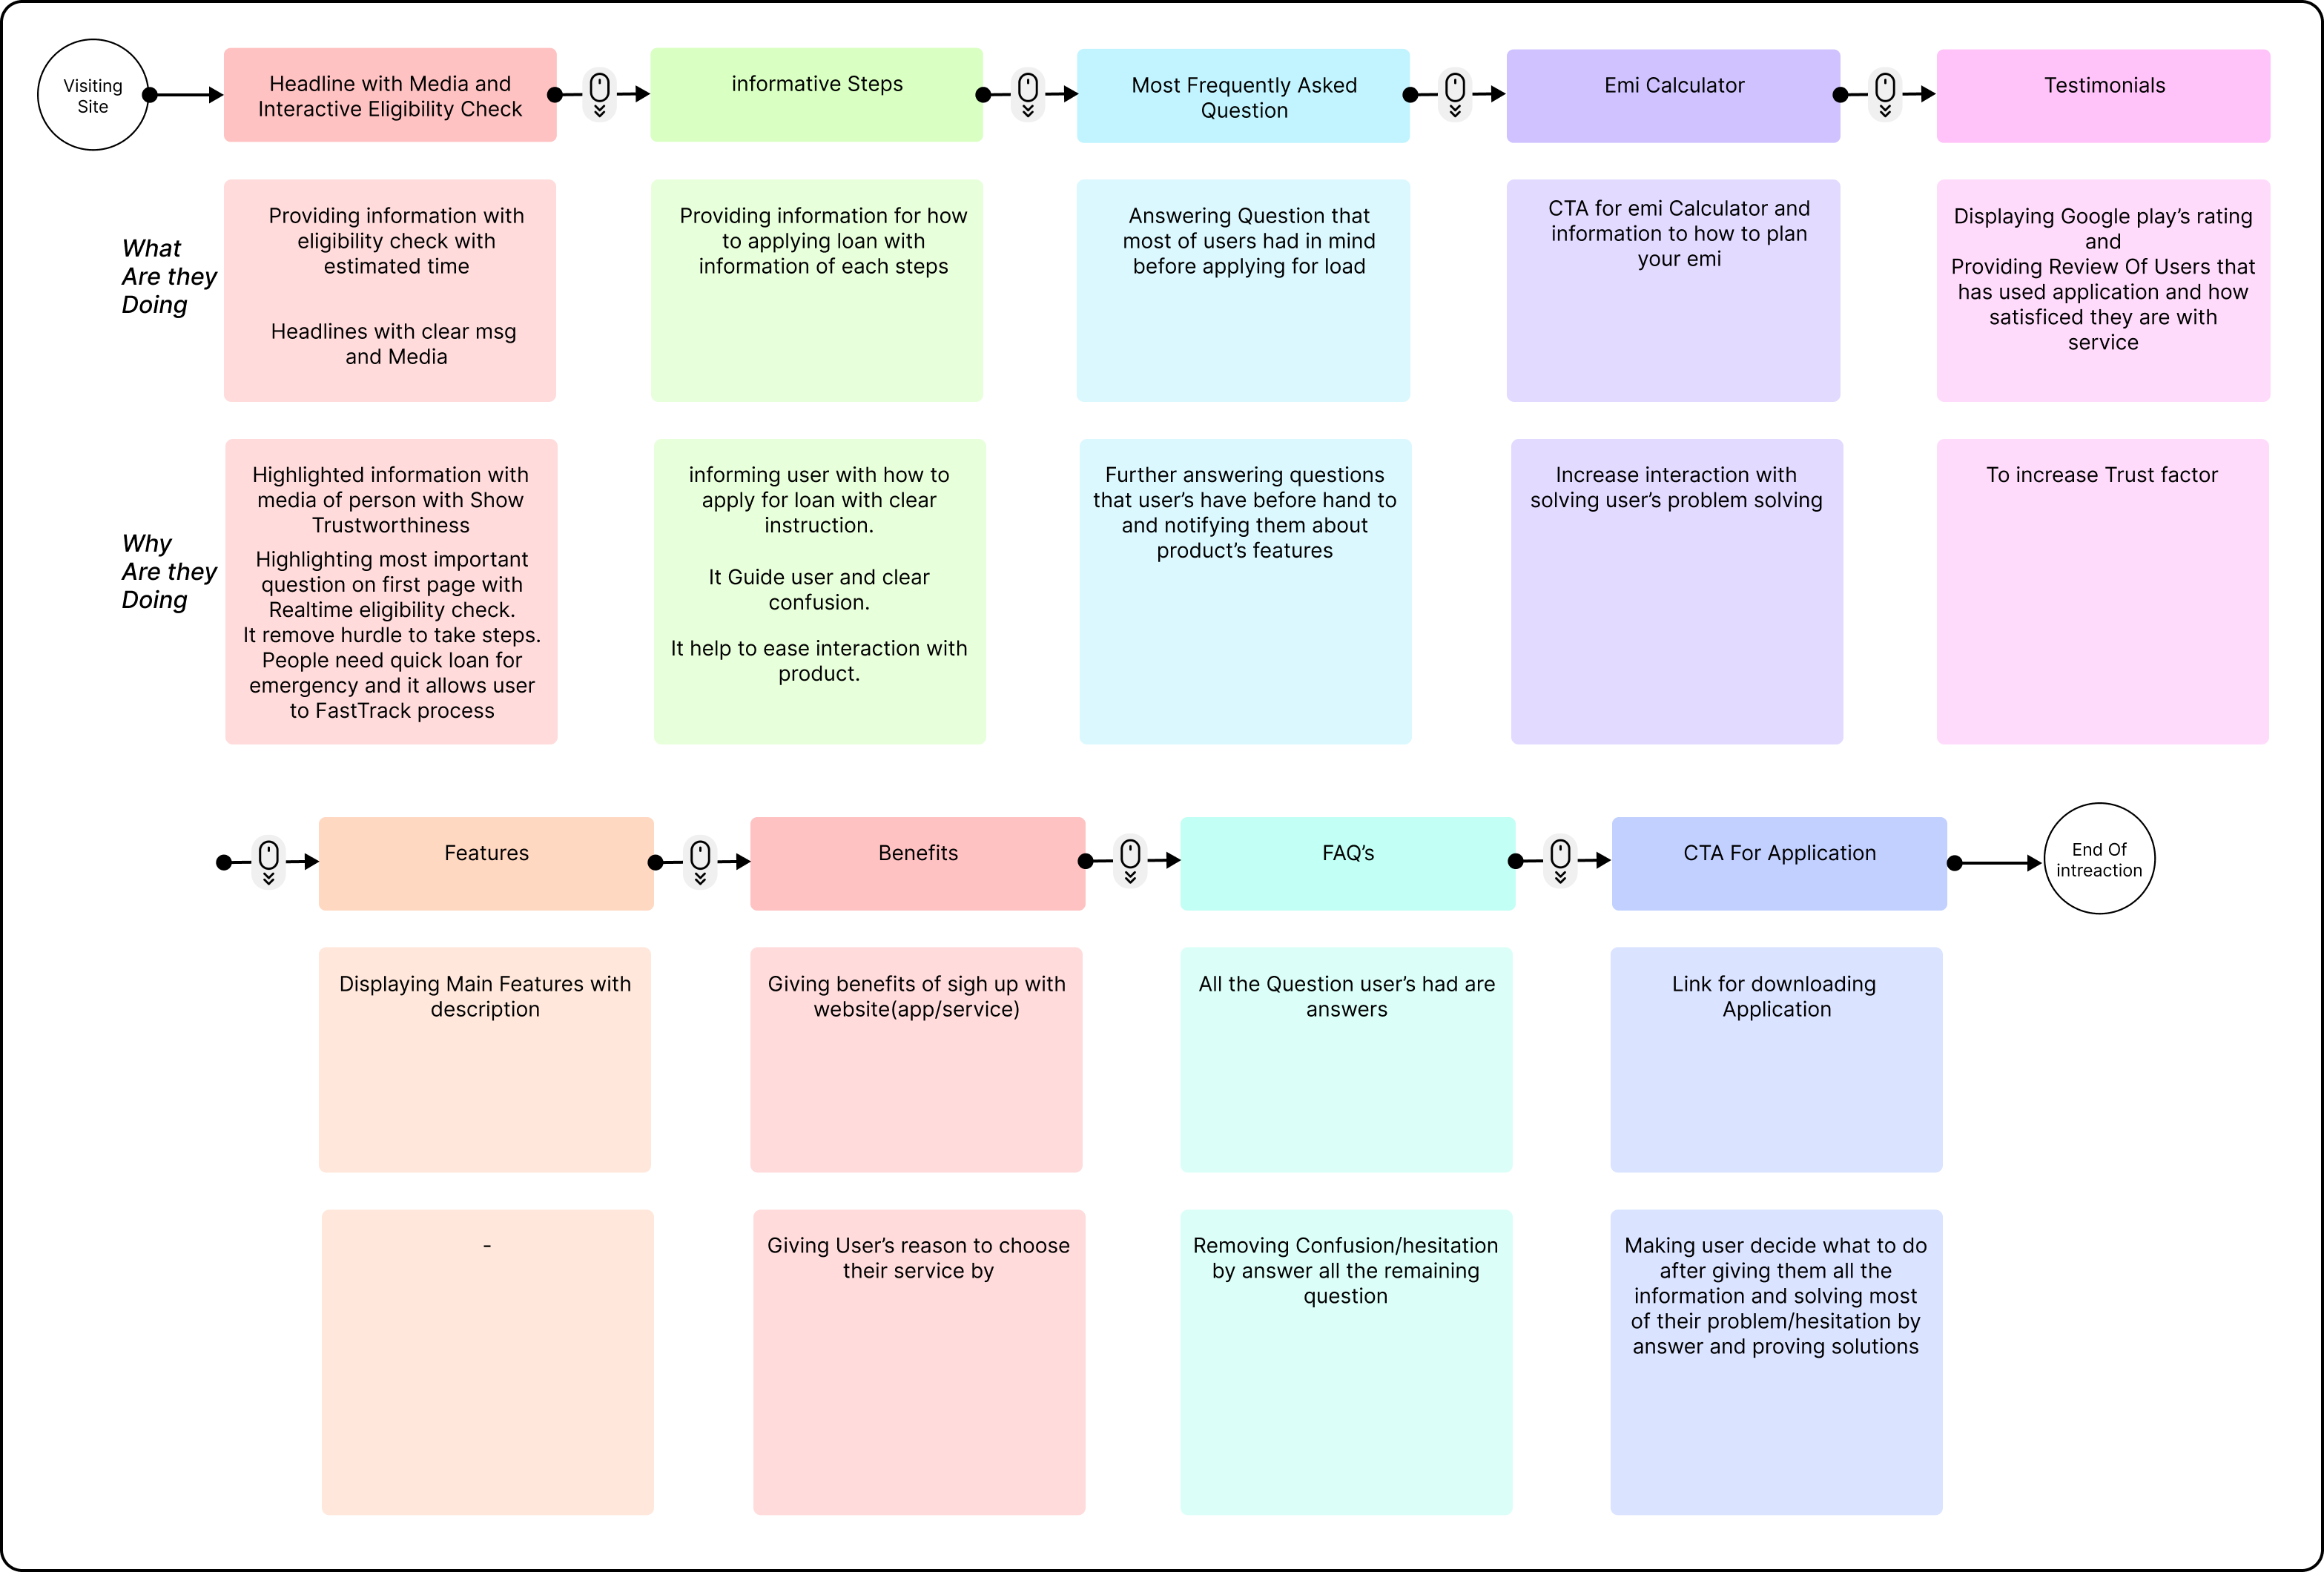 Visiting
Site
Headline with Media and
Interactive Eligibility Check
informative Steps
Most Frequently Asked
Question
Emi Calculator
Testimonials
What
Are they
Doing
Providing information with
eligibility check with
estimated time
Headlines with clear msg
and Media
Providing information for how
to applying loan with
information of each steps
Answering Question that
most of users had in mind
before applying for load
CTA for emi Calculator and
information to how to plan
your emi
Displaying Google play’s rating
and
Providing Review Of Users that
has used application and how
satisficed they are with
service
Why
Are they
Doing
Highlighted information with
media of person with Show
Trustworthiness
Highlighting most important
question on first page with
Realtime eligibility check.
It remove hurdle to take steps.
People need quick loan for
emergency and it allows user
to FastTrack process
informing user with how to
apply for loan with clear
instruction.
It Guide user and clear
confusion.
It help to ease interaction with
product.
Further answering questions
that user’s have before hand to
and notifying them about
product’s features
Increase interaction with
solving user’s problem solving
To increase Trust factor
Features
Benefits
FAQ’s
CTA For Application
End Of
intreaction
Displaying Main Features with
description
Giving benefits of sigh up with
website(app/service)
All the Question user’s had are
answers
Link for downloading
Application
-
Giving User’s reason to choose
their service by
Removing Confusion/hesitation
by answer all the remaining
question
Making user decide what to do
after giving them all the
information and solving most
of their problem/hesitation by
answer and proving solutions